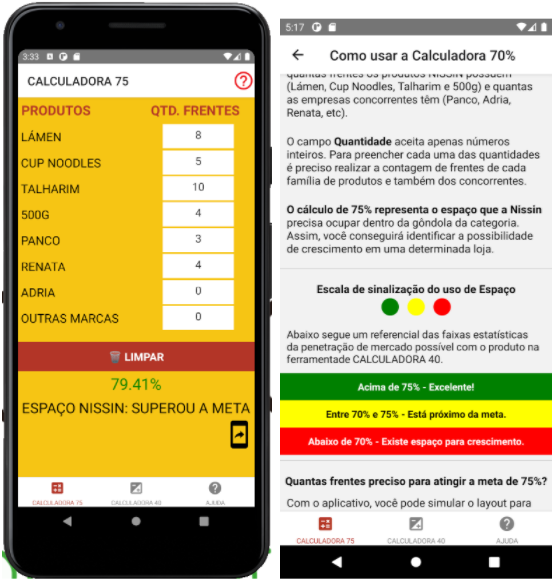 3:33
CALCULADORA 75
PRODUTOS QTD. FRENTES
LÁMEN 8
CUP NOODLES 5
TALHARIM 10
500G 4
PANCO 3
RENATA 4
ADRIA 0
OUTRAS MARCAS 0
LIMPAR
79.41%
ESPAÇO NISSIN: SUPEROU A META
CALCULADORA 75 CALCULADORA 40 AJUDA
5:17
Como usar a Calculadora 70%
quantas frentes os produtos NISSIN possuem
(Lámen, Cup Noodles, Talharim e 500g) e quantas
as empresas concorrentes têm (Panco, Adria,
Renata, etc).
O campo Quantidade aceita apenas números
inteiros. Para preencher cada uma das quantidades
é preciso realizar a contagem de frentes de cada
família de produtos e também dos concorrentes.
O cálculo de 75% representa o espaço que a Nissin
precisa ocupar dentro da gôndola da categoria.
Assim, você conseguirá identificar a possibilidade
de crescimento em uma determinada loja.
Escala de sinalização do uso de Espaço
Abaixo segue um referencial das faixas estatísticas
da penetração de mercado possível com o produto na
ferramentade CALCULADORA 40.
Acima de 75% - Excelente!
Entre 70% e 75% - Está próximo da meta.
Abaixo de 70% - Existe espaço para crescimento.
Quantas frentes preciso para atingir a meta de 75%?
Com o aplicativo, você pode simular o layout para
CALCULADORA 75 CALCULADORA 40 AJUDA